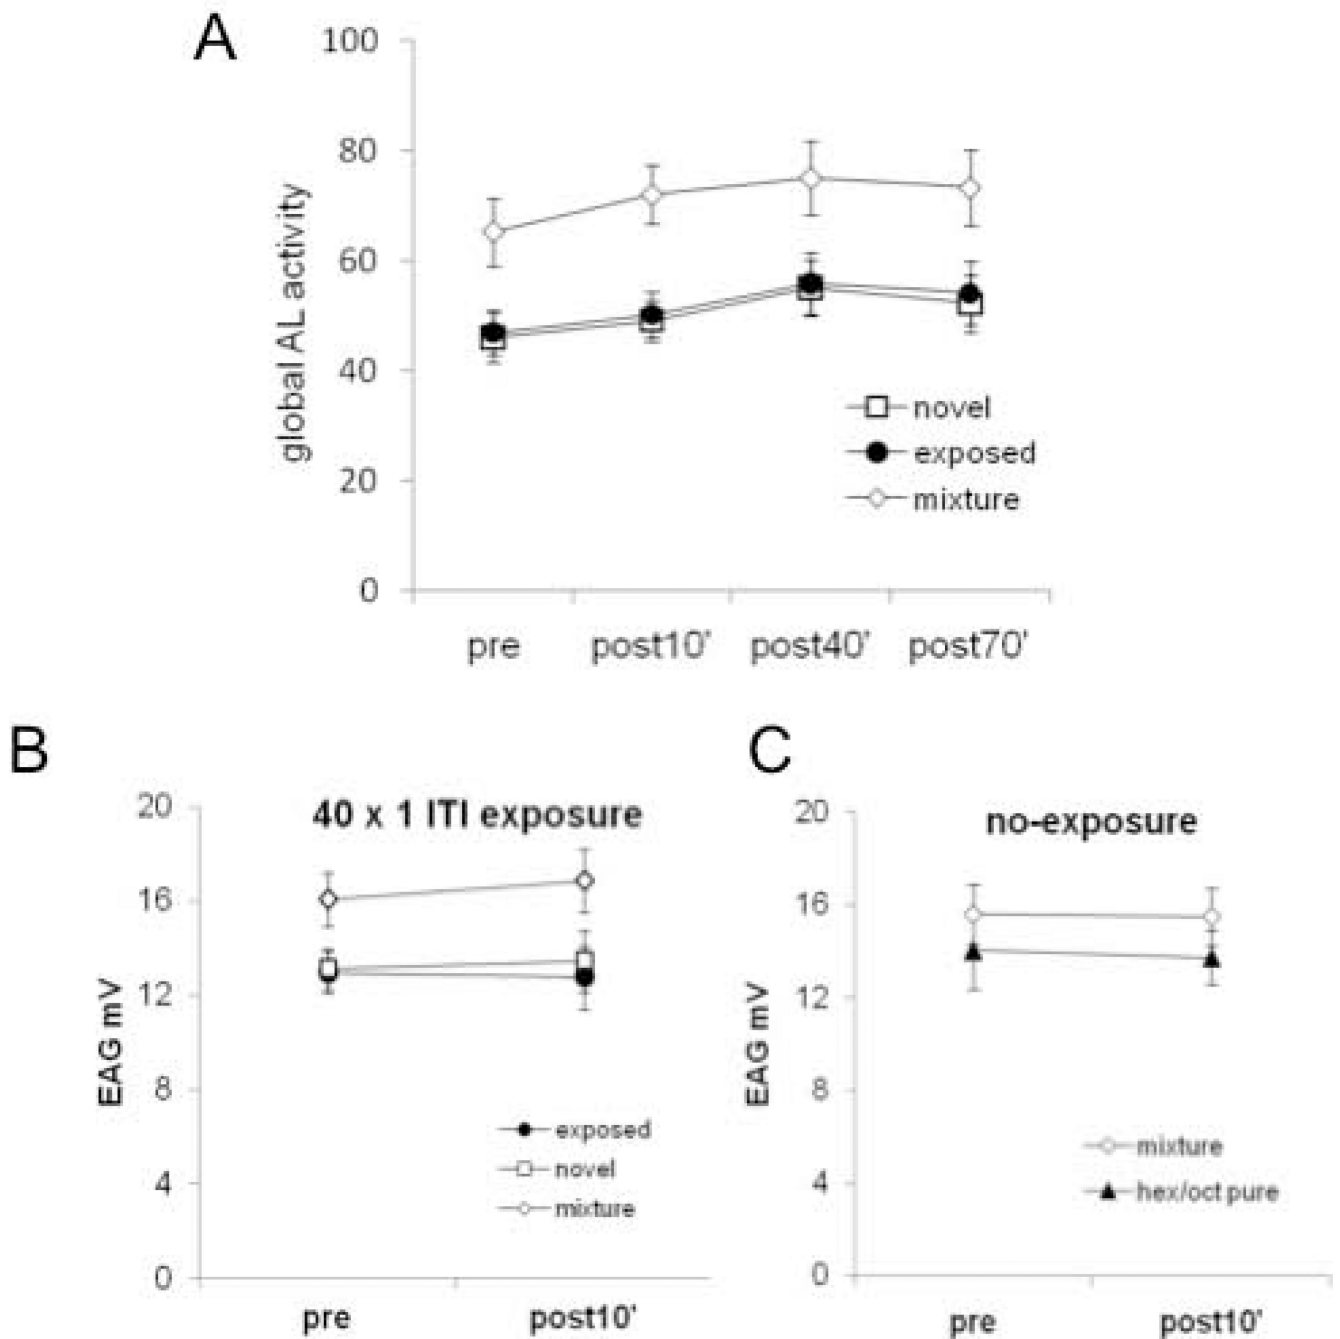 A
100
80
60
40
20
0
global AL activity
novel
exposed
mixture
pre post10' post40' post70'
B
40 x 1 ITI exposure
20
16
12
8
4
0
EAG mV
exposed
novel
mixture
pre post10'
C
no-exposure
20
16
12
8
4
0
EAG mV
mixture
hex/oct pure
pre post10'